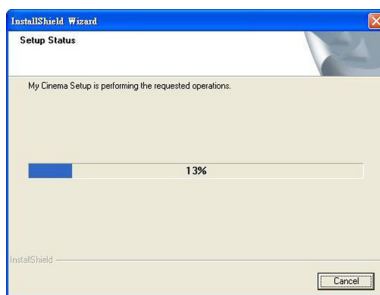 InstallShield Wizard
Setup Status
My Cinema Setup is performing the requested operations.
13%
InstallShield
Cancel